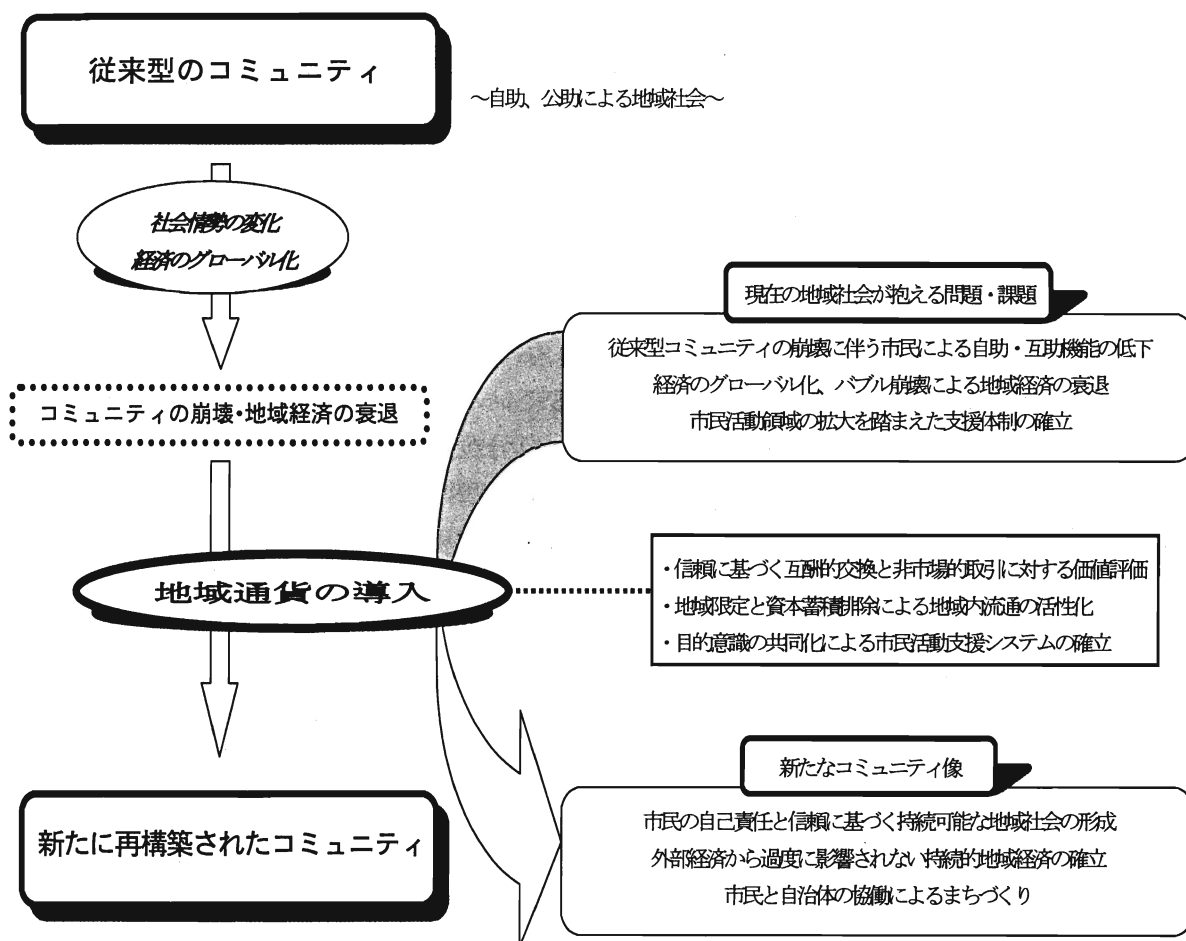 従来型のコミュニティ
~自助、公助による地域社会~
社会情勢の変化
経済のグローバル化
コミュニティの崩壊・地域経済の衰退
地域通貨の導入
新たに再構築されたコミュニティ
現在の地域社会が抱える問題・課題
従来型コミュニティの崩壊に伴う市民による自助・互助機能の低下
経済のグローバル化、バブル崩壊による地域経済の衰退
市民活動領域の拡大を踏まえた支援体制の確立
・信頼に基づく互酬的交換と非市場的取引に対する価値評価
・地域限定と資本蓄積排除による地域内流通の活性化
・目的意識の共同化による市民活動支援システムの確立
新たなコミュニティ像
市民の自己責任と信頼に基づく持続可能な地域社会の形成
外部経済から過度に影響されない持続的地域経済の確立
市民と自治体の協働によるまちづくり